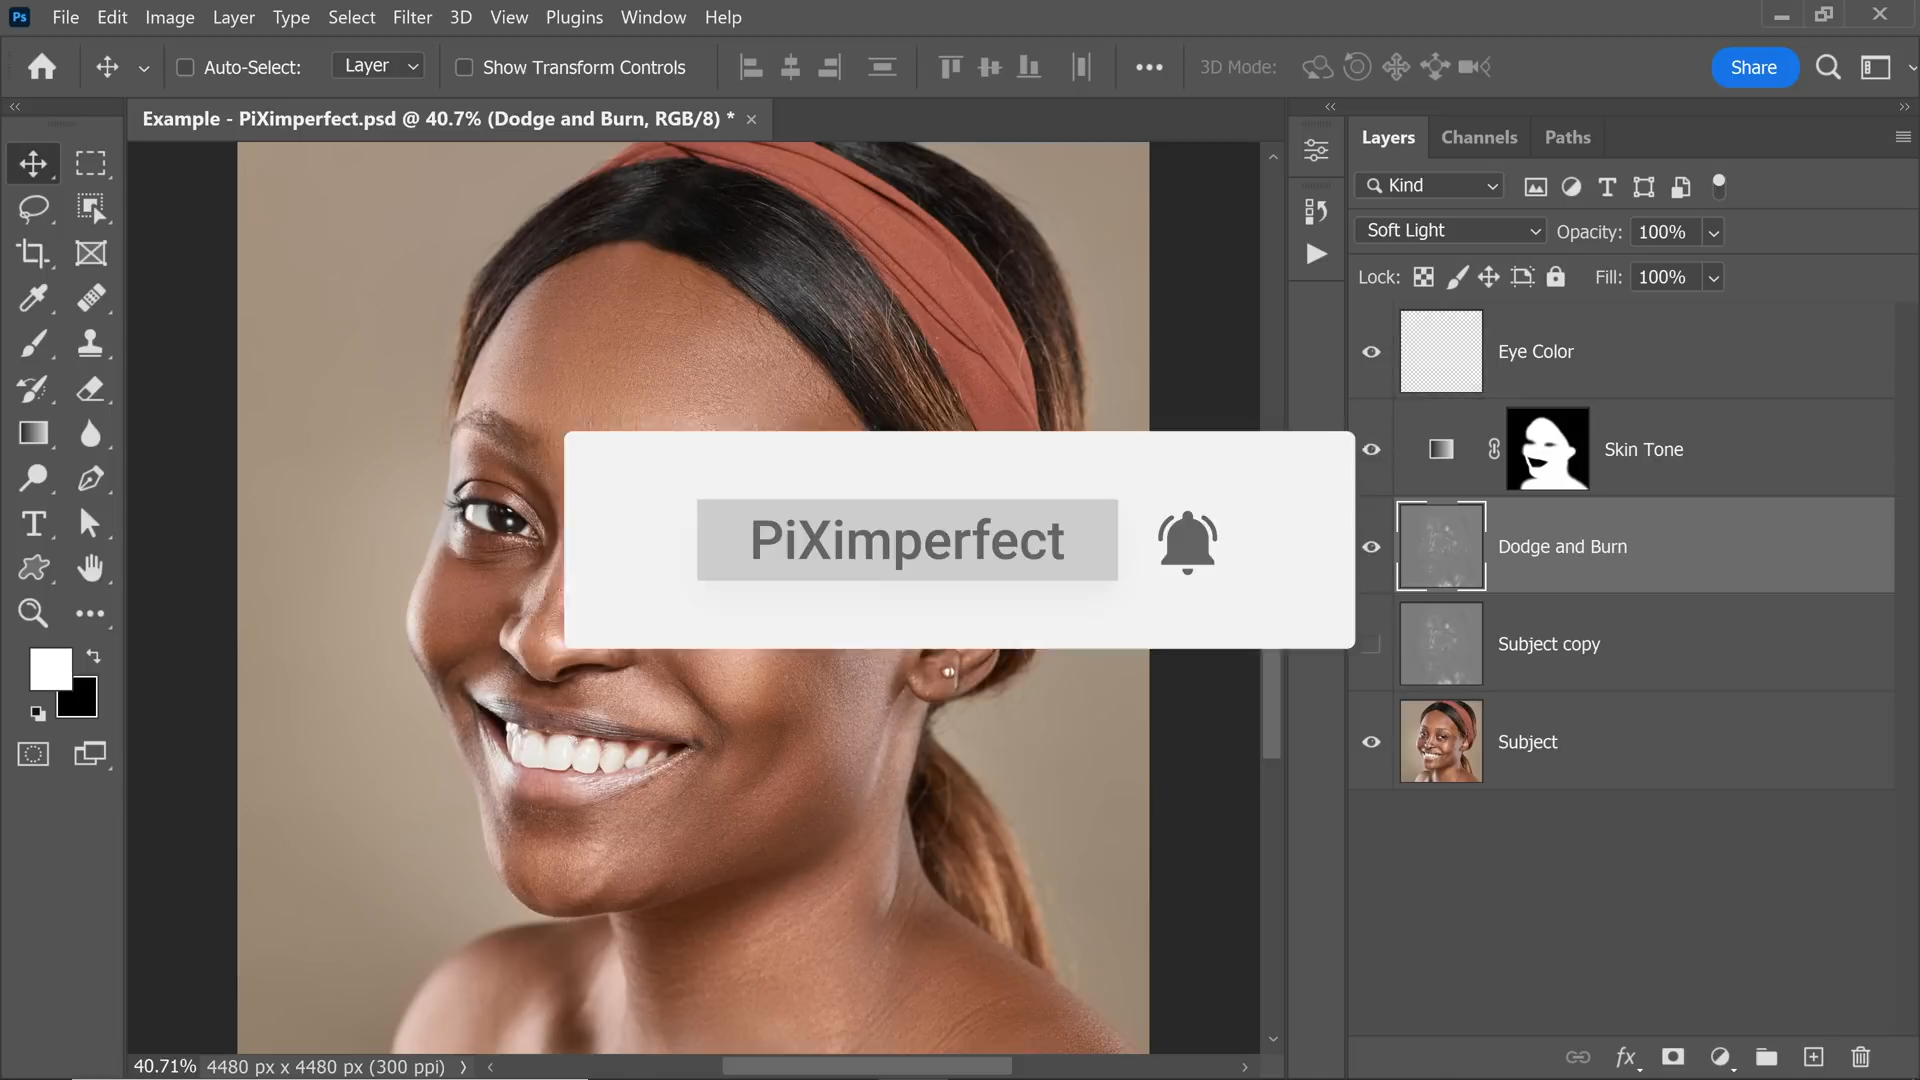 Ps File Edit Image Layer Type Select Filter 3D View Plugins Window Help
Auto-Select: Layer Show Transform Controls 3D Mode: Share
Example - PiXimperfect.psd @ 40.7% (Dodge and Burn, RGB/8) *
Layers Channels Paths
Kind
Soft Light Opacity: 100%
Lock: Fill: 100%
Eye Color
Skin Tone
PiXimperfect
Dodge and Burn
Subject copy
Subject
40.71% 4480 px x 4480 px (300 ppi)
fx